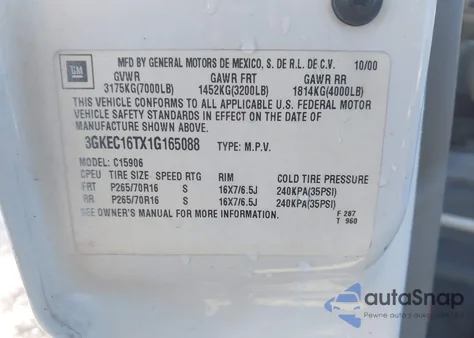 GM
MFD BY GENERAL MOTORS DE MEXICO, S. DE R.L. DE C.V. 10/00
GVWR GAWR FRT GAWR RR
3175KG(7000LB) 1452KG(3200LB) 1814KG(4000LB)
THIS VEHICLE CONFORMS TO ALL APPLICABLE U.S. FEDERAL MOTOR
VEHICLE SAFETY STANDARDS IN EFFECT ON THE DATE OF
MANUFACTURE SHOWN ABOVE.
3GKEC16TX1G165088 TYPE: M.P.V.
MODEL: C15906
CPEU TIRE SIZE SPEED RTG RIM COLD TIRE PRESSURE
FRT P265/70R16 S 16X7/6.5J 240KPA(35PSI)
RR P265/70R16 S 16X7/6.5J 240KPA(35PSI)
SEE OWNER'S MANUAL FOR MORE INFORMATION. F 287
T 960
autoSnap
Pewne auta z